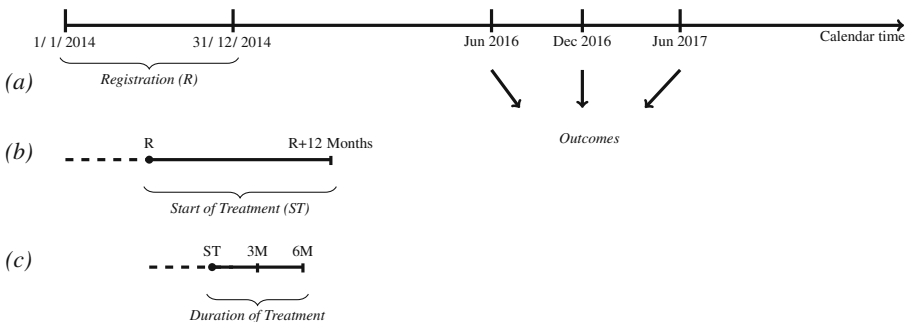 1/ 1/ 2014 31/ 12/ 2014 Jun 2016 Dec 2016 Jun 2017 Calendar time
(a) Registration (R)
Outcomes
(b) R R+12 Months
Start of Treatment (ST)
(c) ST 3M 6M
Duration of Treatment